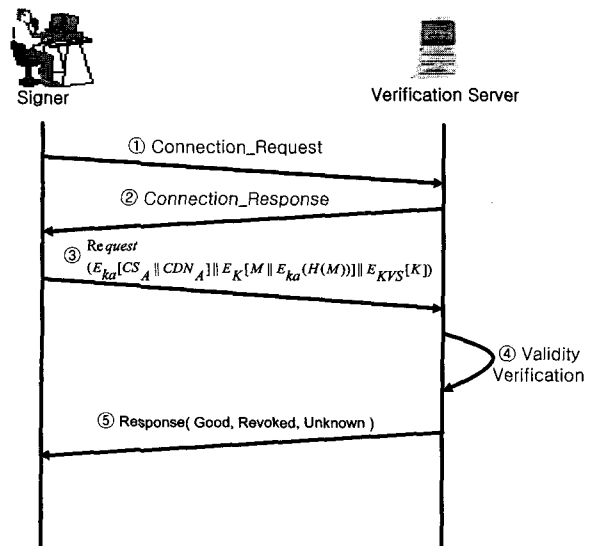 Signer
Verification Server
① Connection_Request
② Connection_Response
③ Request
(E_ka[CS_A || CDN_A] || E_K[M || E_ka(H(M))] || E_KVS[K])
④ Validity
Verification
⑤ Response( Good, Revoked, Unknown )